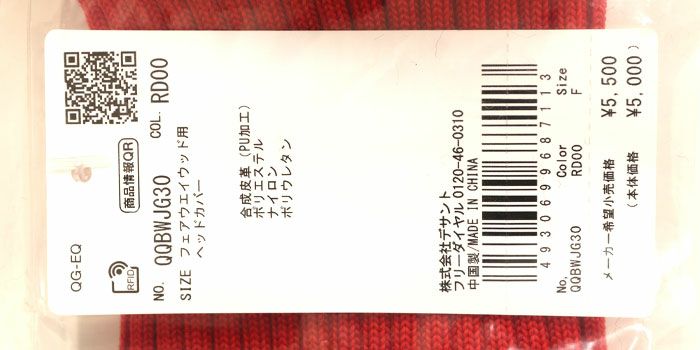 QG-EQ
商品情報QR
RFID
NO. QQBWJG30 COL. RD00
SIZE フェアウエイウッド用
ヘッドカバー
合成皮革（PU加工）
ポリエステル
ナイロン
ポリウレタン
株式会社デサント
フリーダイヤル 0120-46-0310
中国製/MADE IN CHINA
4930699687113
No. Color Size
QQBWJG30 RD00 F
メーカー希望小売価格 ¥5,500
（本体価格 ¥5,000）